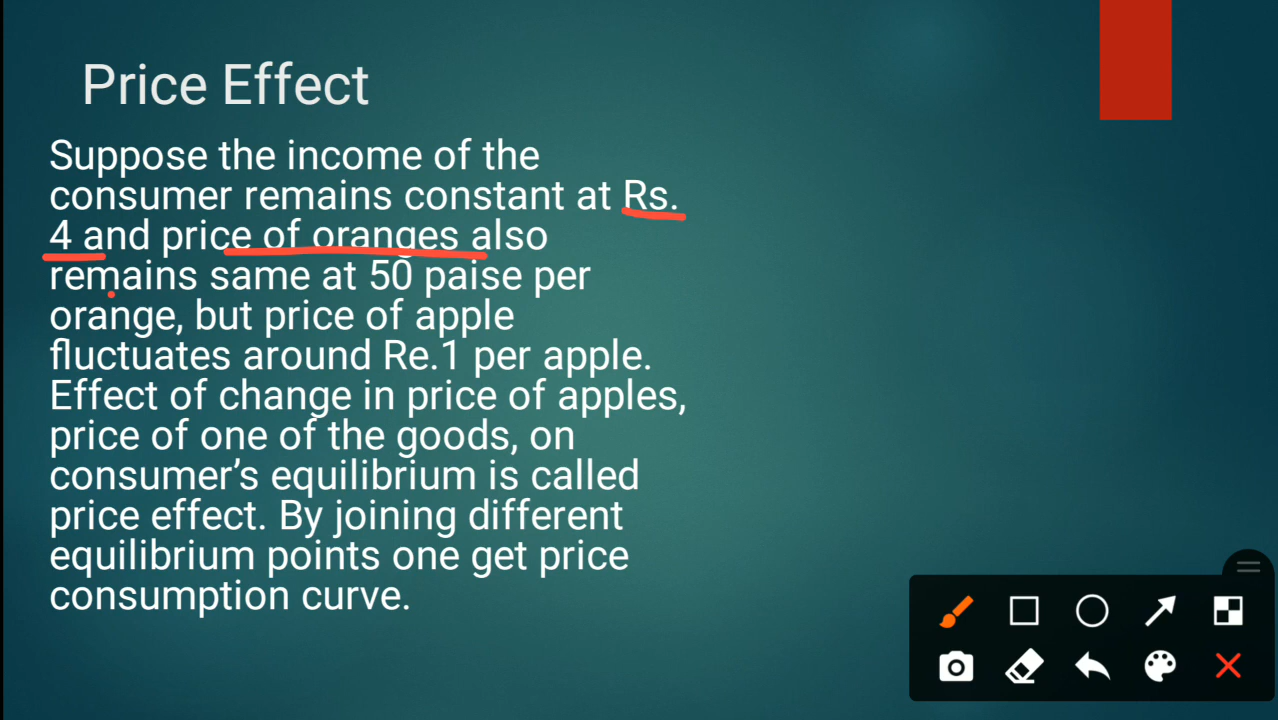 Price Effect
Suppose the income of the
consumer remains constant at Rs.
4 and price of oranges also
remains same at 50 paise per
orange, but price of apple
fluctuates around Re.1 per apple.
Effect of change in price of apples,
price of one of the goods, on
consumer’s equilibrium is called
price effect. By joining different
equilibrium points one get price
consumption curve.